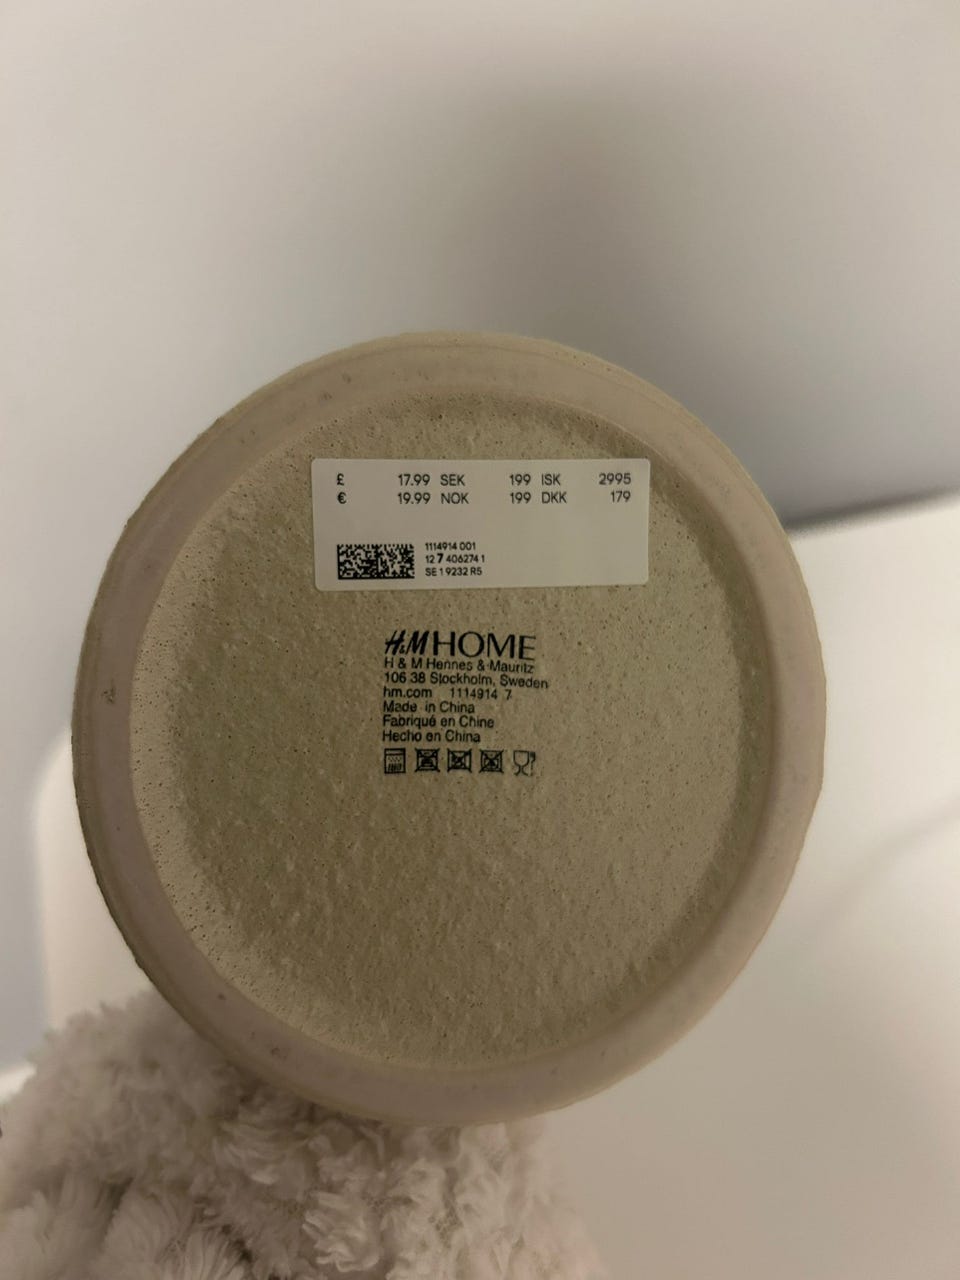 £ 17.99 SEK 199 ISK 2995
€ 19.99 NOK 199 DKK 179
1114914 001
12 7 406274 1
SE 1 9232 R5
H&M HOME
H & M Hennes & Mauritz
106 38 Stockholm, Sweden
hm.com 1114914 7
Made in China
Fabriqué en Chine
Hecho en China